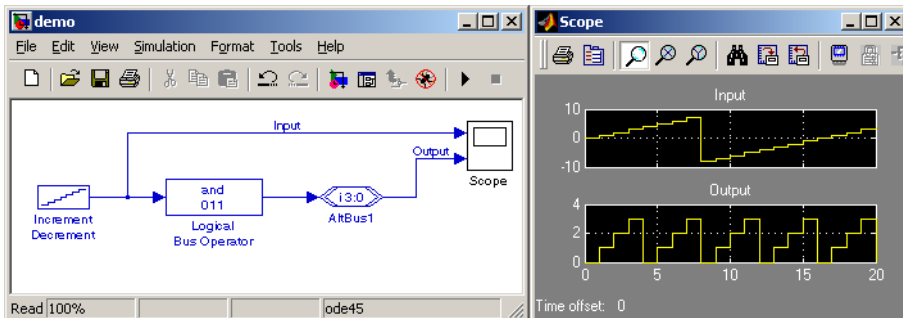 demo
File Edit View Simulation Format Tools Help
Input
Output
Scope
and
011
i 3:0
Increment
Decrement
Logical
Bus Operator
AltBus1
Read 100% ode45
Scope
Input
10
0
-10
Output
4
2
0
0 5 10 15 20
Time offset: 0